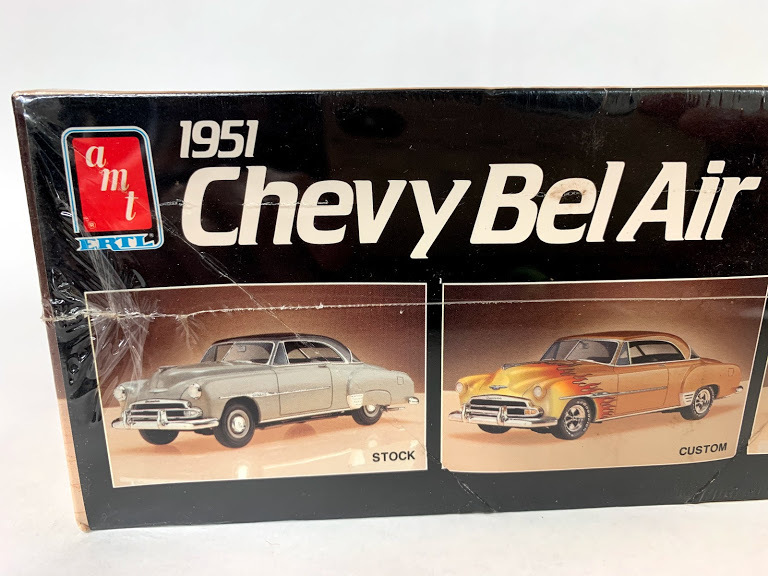 amt
®
ERTL
1951
Chevy Bel Air
STOCK
CUSTOM